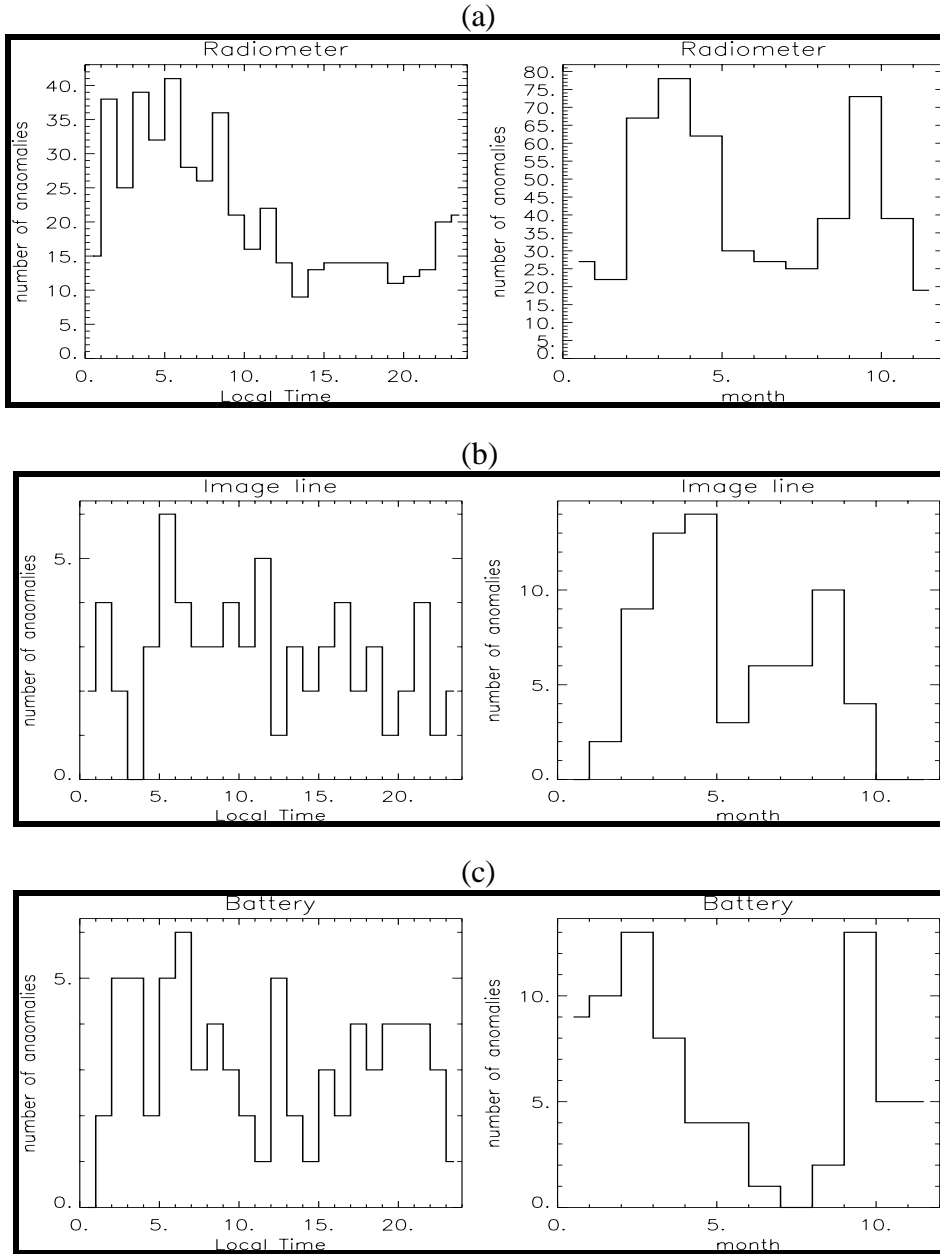 (a)
Radiometer
number of anaomalies
40.
35.
30.
25.
20.
15.
10.
5.
0.
0. 5. 10. 15. 20.
Local Time
Radiometer
number of anomalies
80.
75.
70.
65.
60.
55.
50.
45.
40.
35.
30.
25.
20.
15.
10.
5.
0.
0. 5. 10.
month
(b)
Image line
number of anaomalies
5.
0.
0. 5. 10. 15. 20.
Local Time
Image line
number of anomalies
10.
5.
0.
0. 5. 10.
month
(c)
Battery
number of anaomalies
5.
0.
0. 5. 10. 15. 20.
Local Time
Battery
number of anomalies
10.
5.
0.
0. 5. 10.
month